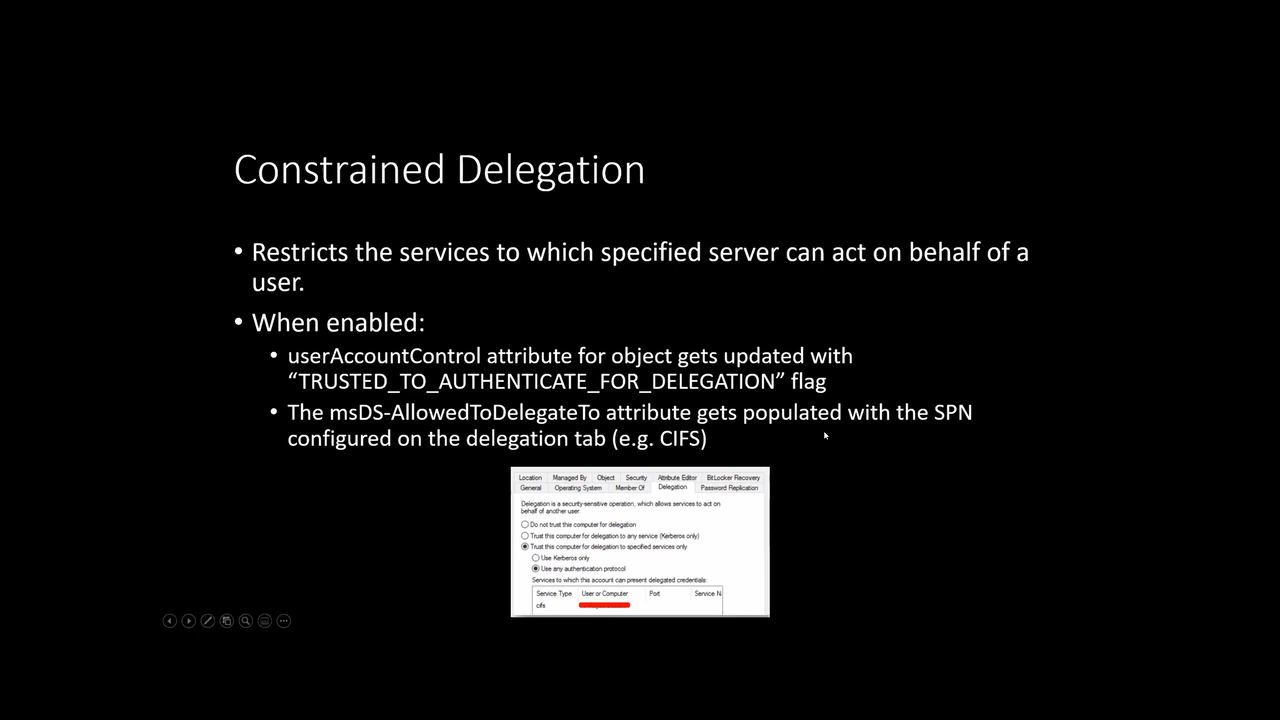 Constrained Delegation
• Restricts the services to which specified server can act on behalf of a
user.
• When enabled:
• userAccountControl attribute for object gets updated with
“TRUSTED_TO_AUTHENTICATE_FOR_DELEGATION” flag
• The msDS-AllowedToDelegateTo attribute gets populated with the SPN
configured on the delegation tab (e.g. CIFS)
Location Managed By Object Security Attribute Editor BitLocker Recovery
General Operating System Member Of Delegation Password Replication
Delegation is a security-sensitive operation, which allows services to act on
behalf of another user.
Do not trust this computer for delegation
Trust this computer for delegation to any service (Kerberos only)
Trust this computer for delegation to specified services only
Use Kerberos only
Use any authentication protocol
Services to which this account can present delegated credentials:
Service Type User or Computer Port Service N
cifs